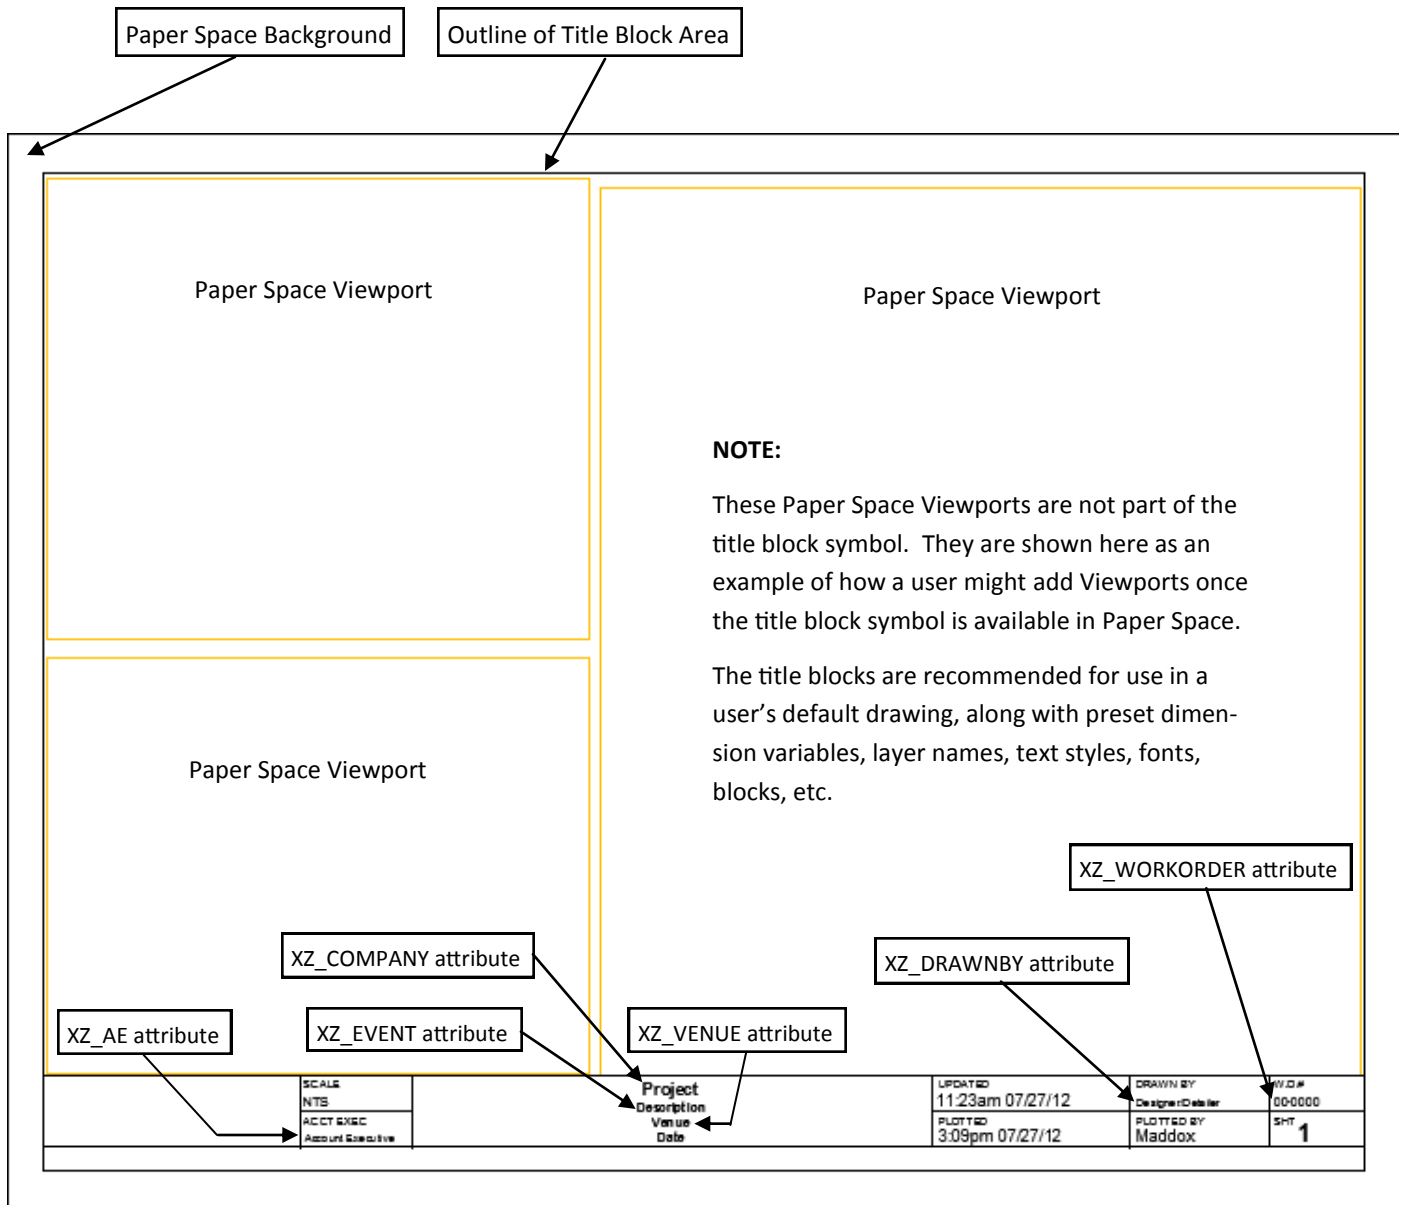 Paper Space Background
Outline of Title Block Area
Paper Space Viewport
Paper Space Viewport
NOTE:
These Paper Space Viewports are not part of the
title block symbol.  They are shown here as an
example of how a user might add Viewports once
the title block symbol is available in Paper Space.
The title blocks are recommended for use in a
user’s default drawing, along with preset dimen-
sion variables, layer names, text styles, fonts,
blocks, etc.
Paper Space Viewport
XZ_WORKORDER attribute
XZ_COMPANY attribute
XZ_DRAWNBY attribute
XZ_AE attribute
XZ_EVENT attribute
XZ_VENUE attribute
SCALE
NTS
ACCT EXEC
Account Executive
Project
Description
Venue
Date
UPDATED
11:23am 07/27/12
PLOTTED
3:09pm 07/27/12
DRAWN BY
Designer/Detailer
PLOTTED BY
Maddox
W.O.#
00-0000
SHT
1